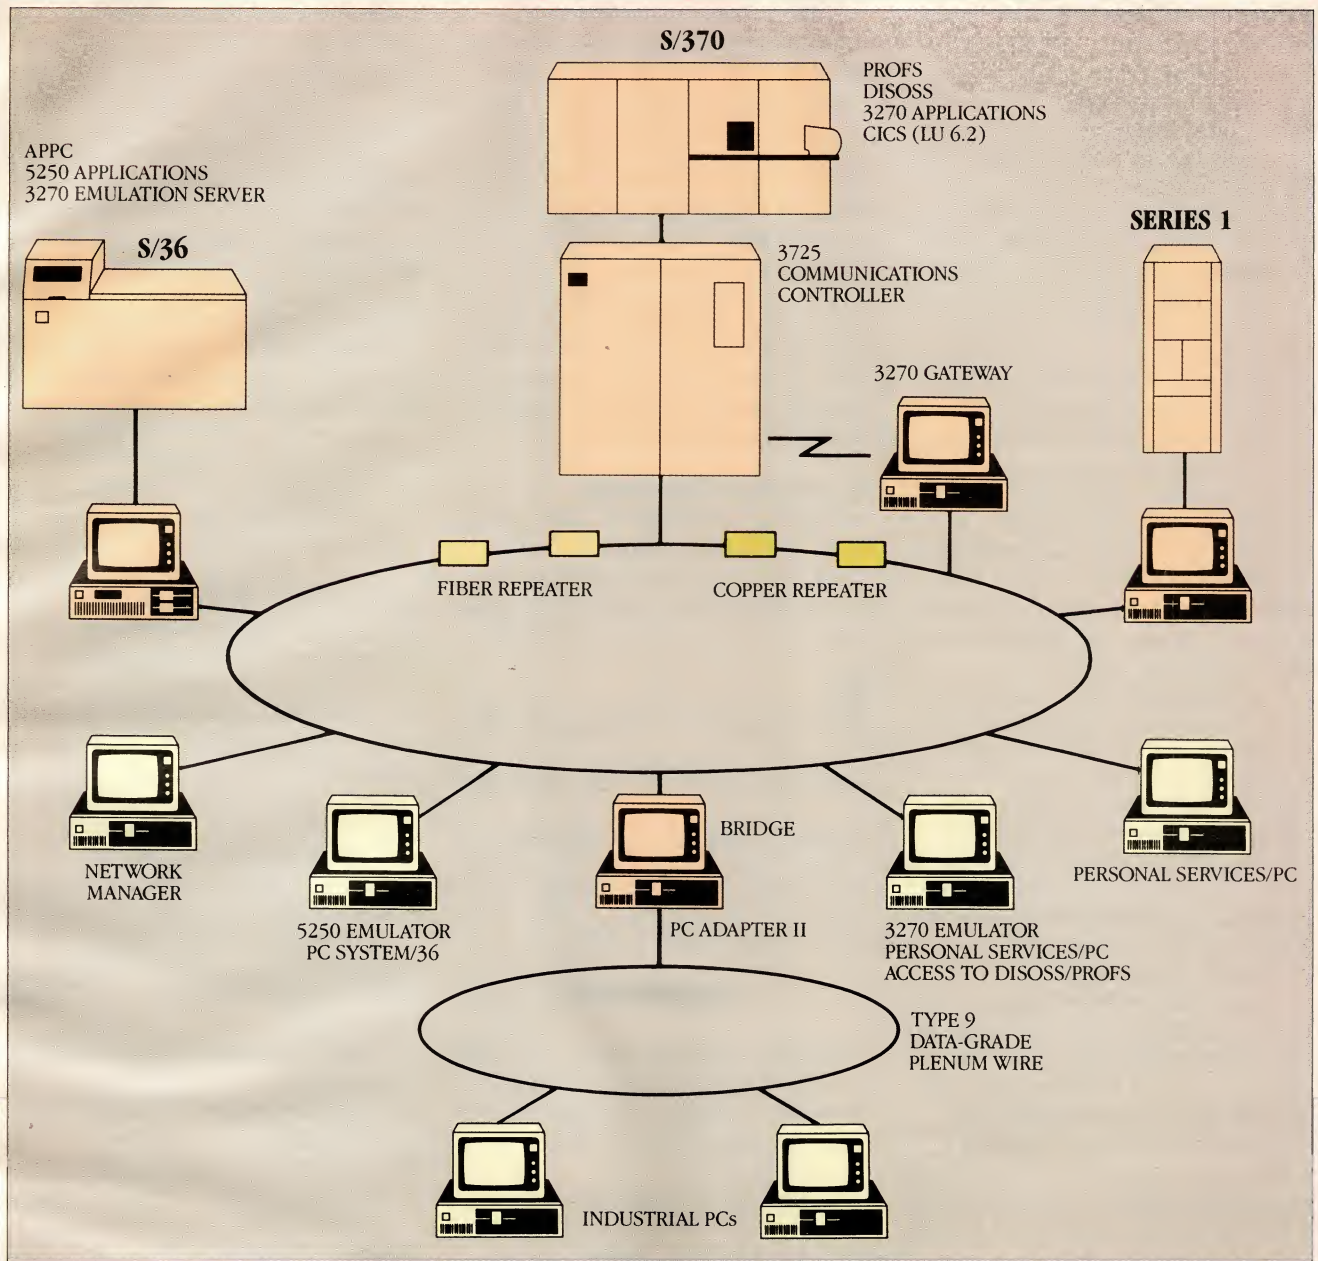 S/370
PROFS
DISOSS
3270 APPLICATIONS
CICS (LU 6.2)
APPC
5250 APPLICATIONS
3270 EMULATION SERVER
S/36
SERIES 1
3725
COMMUNICATIONS
CONTROLLER
3270 GATEWAY
FIBER REPEATER
COPPER REPEATER
NETWORK
MANAGER
5250 EMULATOR
PC SYSTEM/36
BRIDGE
PC ADAPTER II
3270 EMULATOR
PERSONAL SERVICES/PC
ACCESS TO DISOSS/PROFS
PERSONAL SERVICES/PC
TYPE 9
DATA-GRADE
PLENUM WIRE
INDUSTRIAL PCs